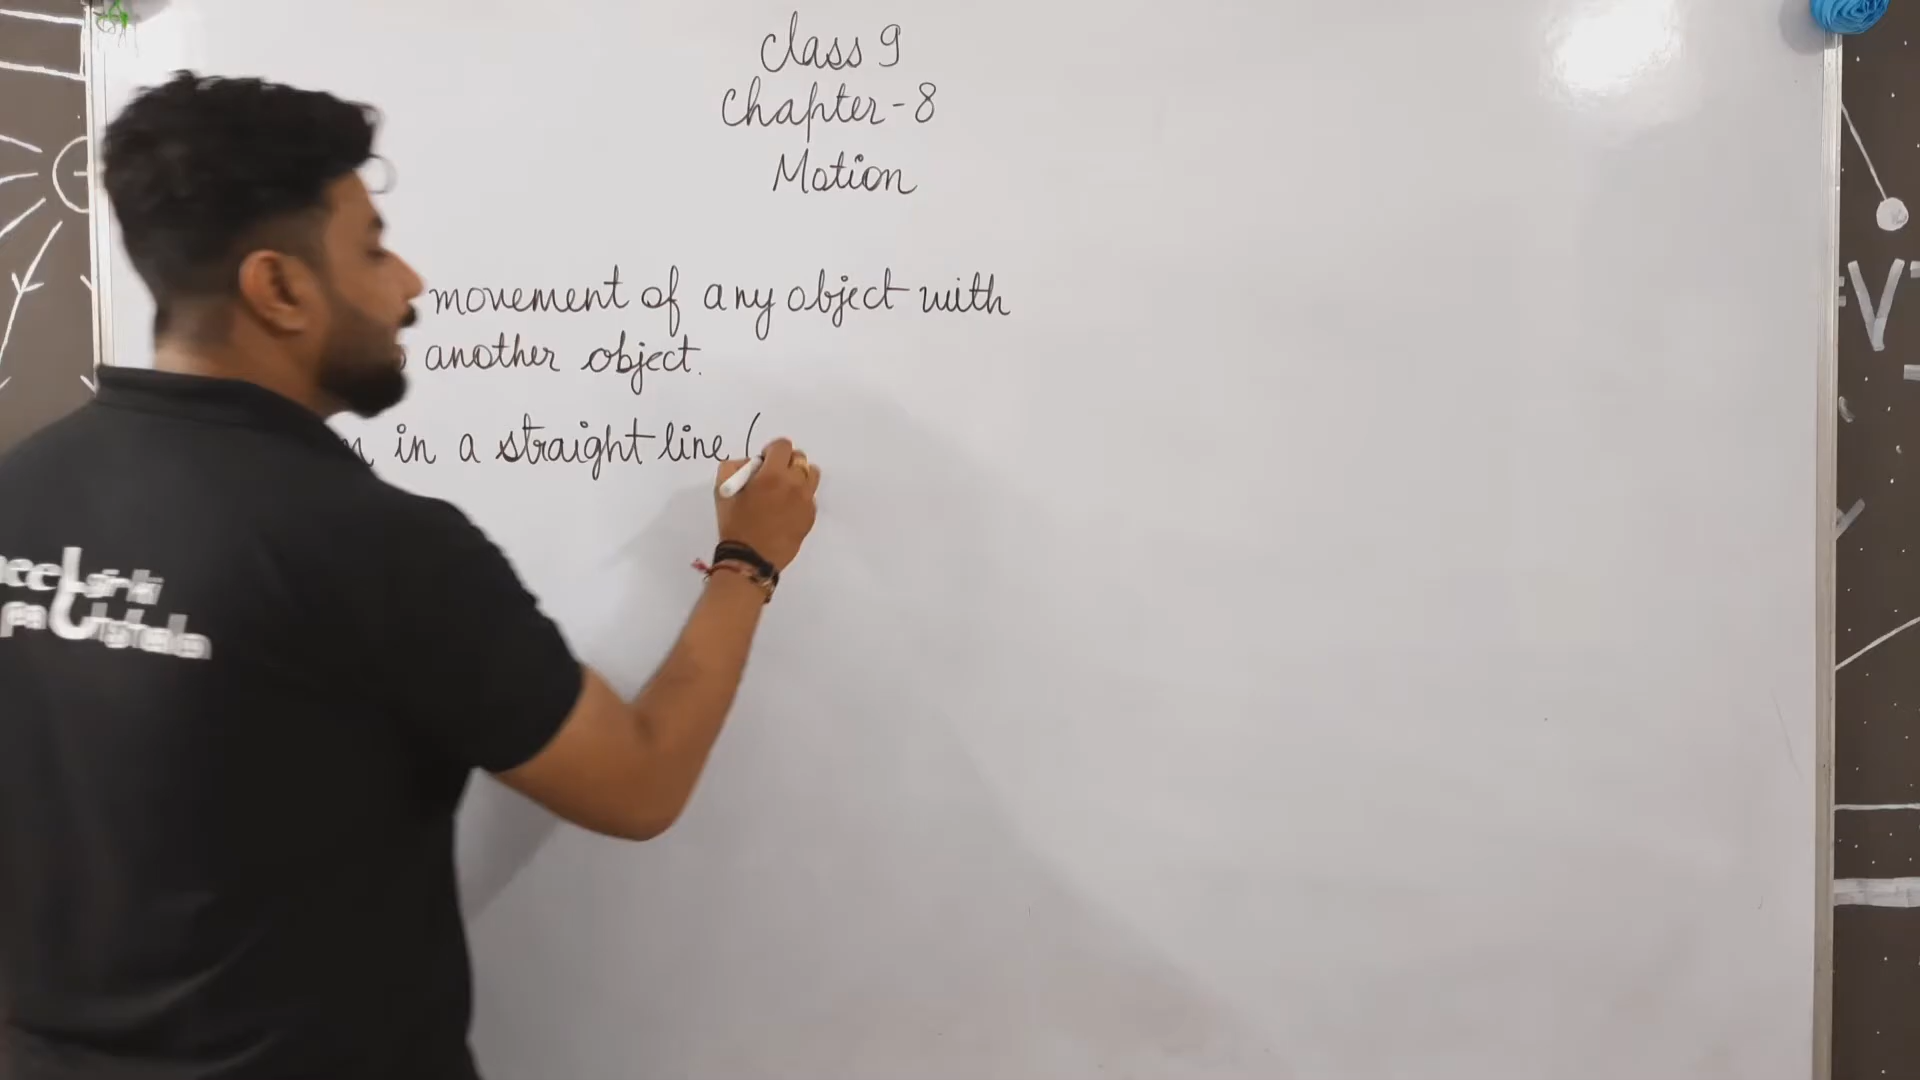 Class 9
Chapter-8
Motion
movement of any object with
another object.
in a straight line (